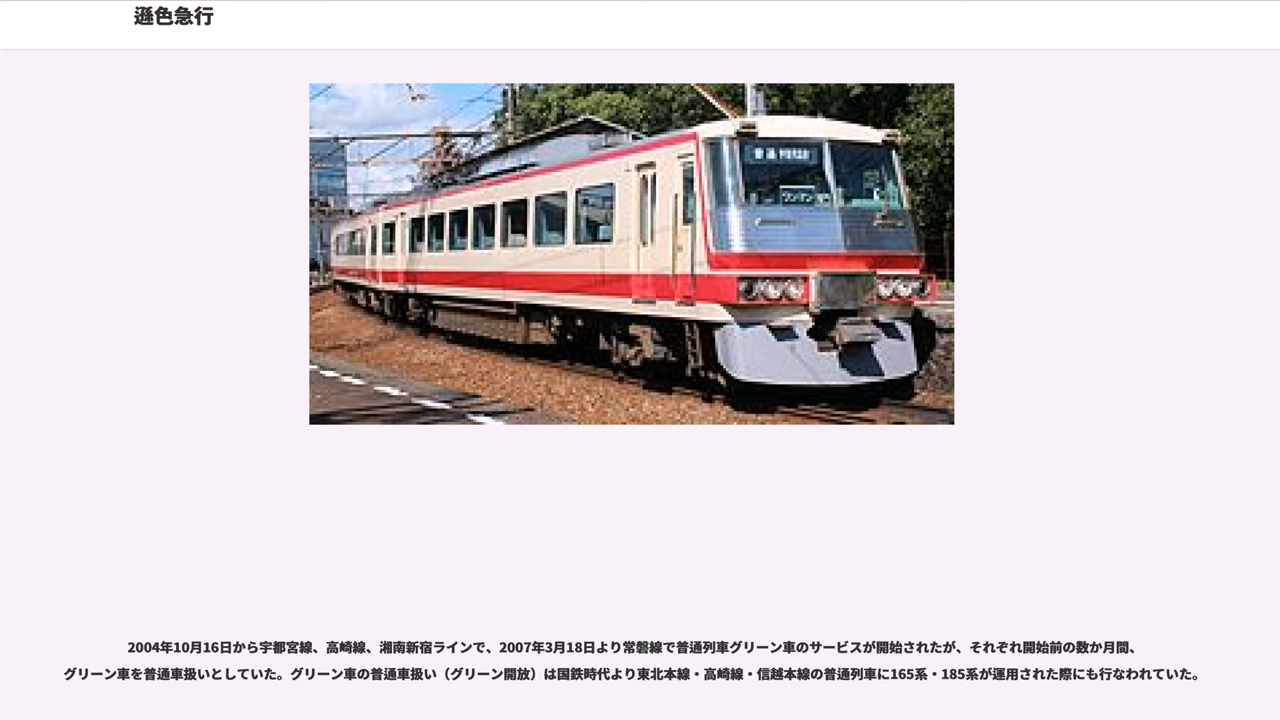 遜色急行
普通
ワンマン
2004年10月16日から宇都宮線、高崎線、湘南新宿ラインで、2007年3月18日より常磐線で普通列車グリーン車のサービスが開始されたが、それぞれ開始前の数か月間、
グリーン車を普通車扱いとしていた。グリーン車の普通車扱い（グリーン開放）は国鉄時代より東北本線・高崎線・信越本線の普通列車に165系・185系が運用された際にも行なわれていた。